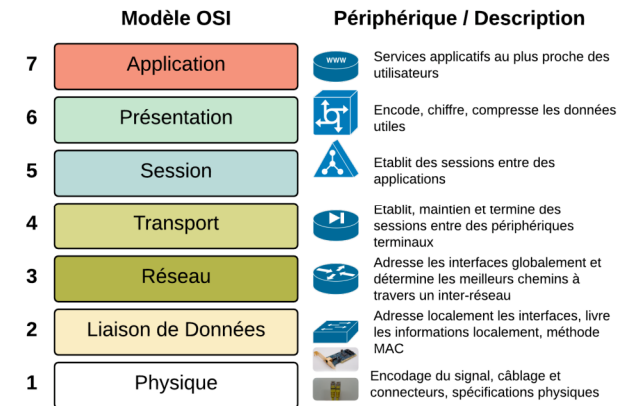 Modèle OSI
Périphérique / Description
7
Application
www
Services applicatifs au plus proche des
utilisateurs
6
Présentation
Encode, chiffre, compresse les données
utiles
5
Session
Etablit des sessions entre des
applications
4
Transport
Etablit, maintien et termine des
sessions entre des périphériques
terminaux
3
Réseau
Adresse les interfaces globalement et
détermine les meilleurs chemins à
travers un inter-réseau
2
Liaison de Données
Adresse localement les interfaces, livre
les informations localement, méthode
MAC
1
Physique
Encodage du signal, câblage et
connecteurs, spécifications physiques